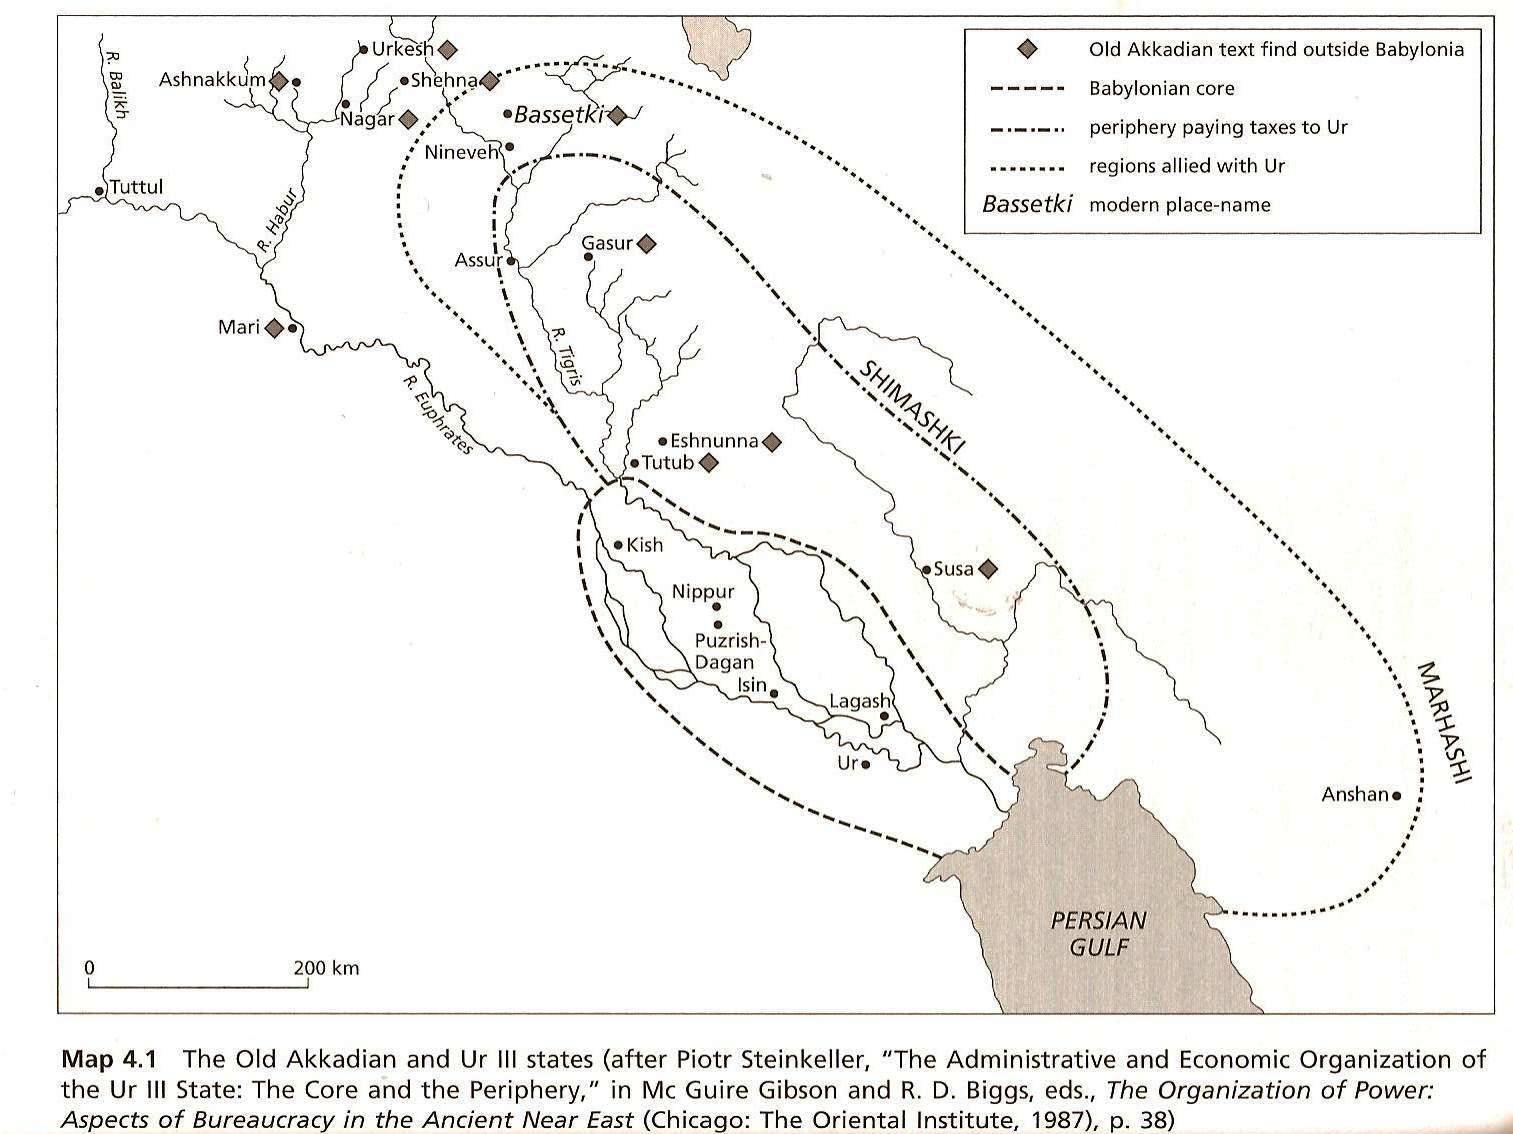 Urkesh
Ashnakkum
Shehna
R. Balikh
Nagar
Bassetki
Nineveh
Tuttul
R. Habur
Gasur
Assur
Mari
R. Tigris
R. Euphrates
SHIMASHKI
Eshnunna
Tutub
Kish
Susa
Nippur
Puzrish-
Dagan
Isin
Lagash
Ur
MARHASHI
Anshan
PERSIAN
GULF
Old Akkadian text find outside Babylonia
Babylonian core
periphery paying taxes to Ur
regions allied with Ur
Bassetki modern place-name
0 200 km
Map 4.1 The Old Akkadian and Ur III states (after Piotr Steinkeller, “The Administrative and Economic Organization of
the Ur III State: The Core and the Periphery,” in Mc Guire Gibson and R. D. Biggs, eds., The Organization of Power:
Aspects of Bureaucracy in the Ancient Near East (Chicago: The Oriental Institute, 1987), p. 38)